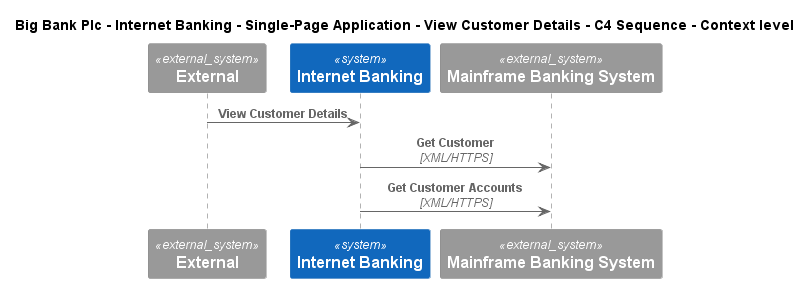 Big Bank Plc - Internet Banking - Single-Page Application - View Customer Details - C4 Sequence - Context level
«external_system» «system» «external_system»
External Internet Banking Mainframe Banking System
View Customer Details
Get Customer
[XML/HTTPS]
Get Customer Accounts
[XML/HTTPS]
«external_system» «system» «external_system»
External Internet Banking Mainframe Banking System